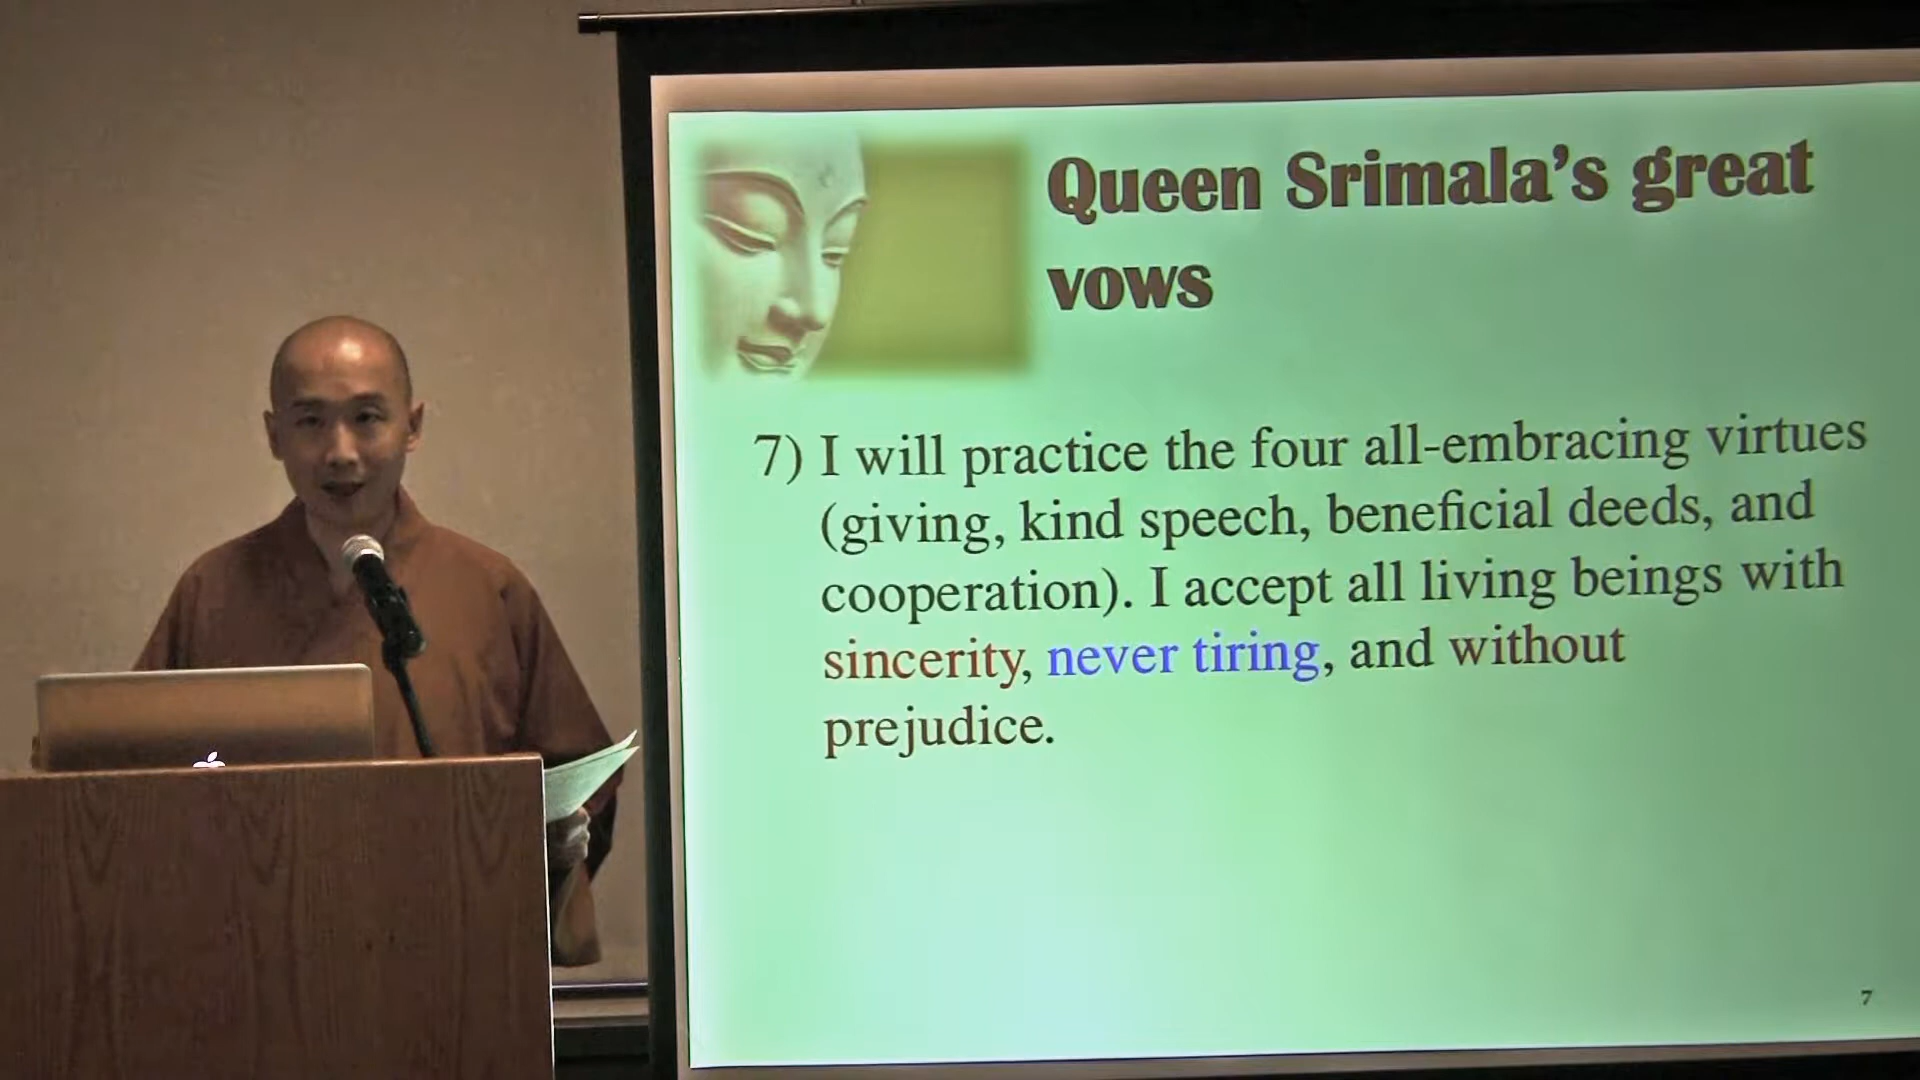 Queen Srimala’s great
vows
7) I will practice the four all-embracing virtues
(giving, kind speech, beneficial deeds, and
cooperation). I accept all living beings with
sincerity, never tiring, and without
prejudice.
7